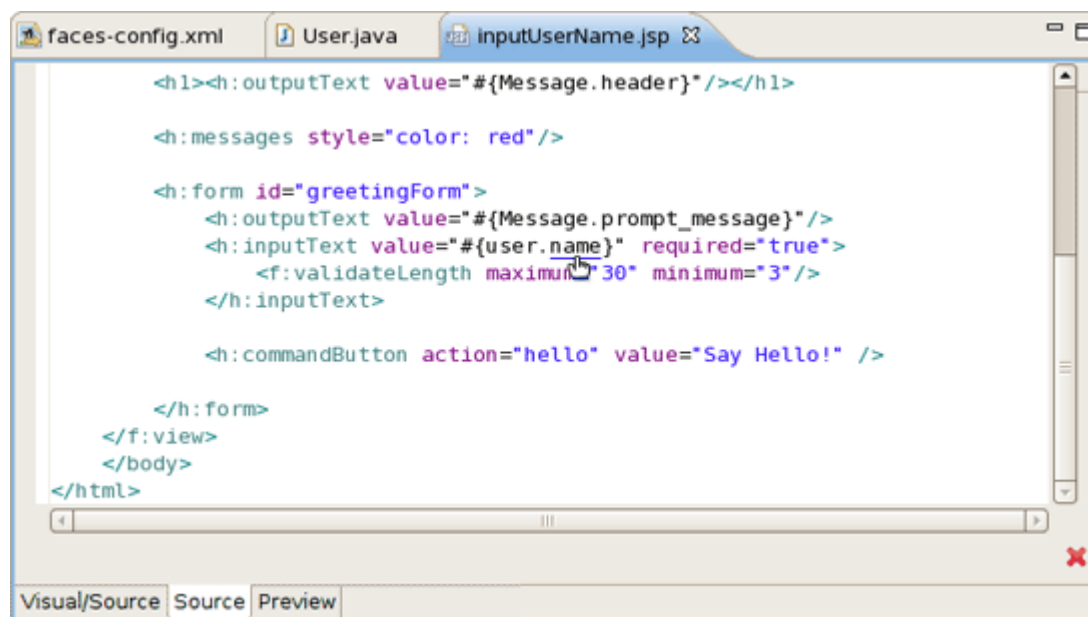 faces-config.xml User.java inputUserName.jsp
<h1><h:outputText value="#{Message.header}"/></h1>
<h:messages style="color: red"/>
<h:form id="greetingForm">
<h:outputText value="#{Message.prompt_message}"/>
<h:inputText value="#{user.name}" required="true">
<f:validateLength maximum="30" minimum="3"/>
</h:inputText>
<h:commandButton action="hello" value="Say Hello!" />
</h:form>
</f:view>
</body>
</html>
Visual/Source Source Preview